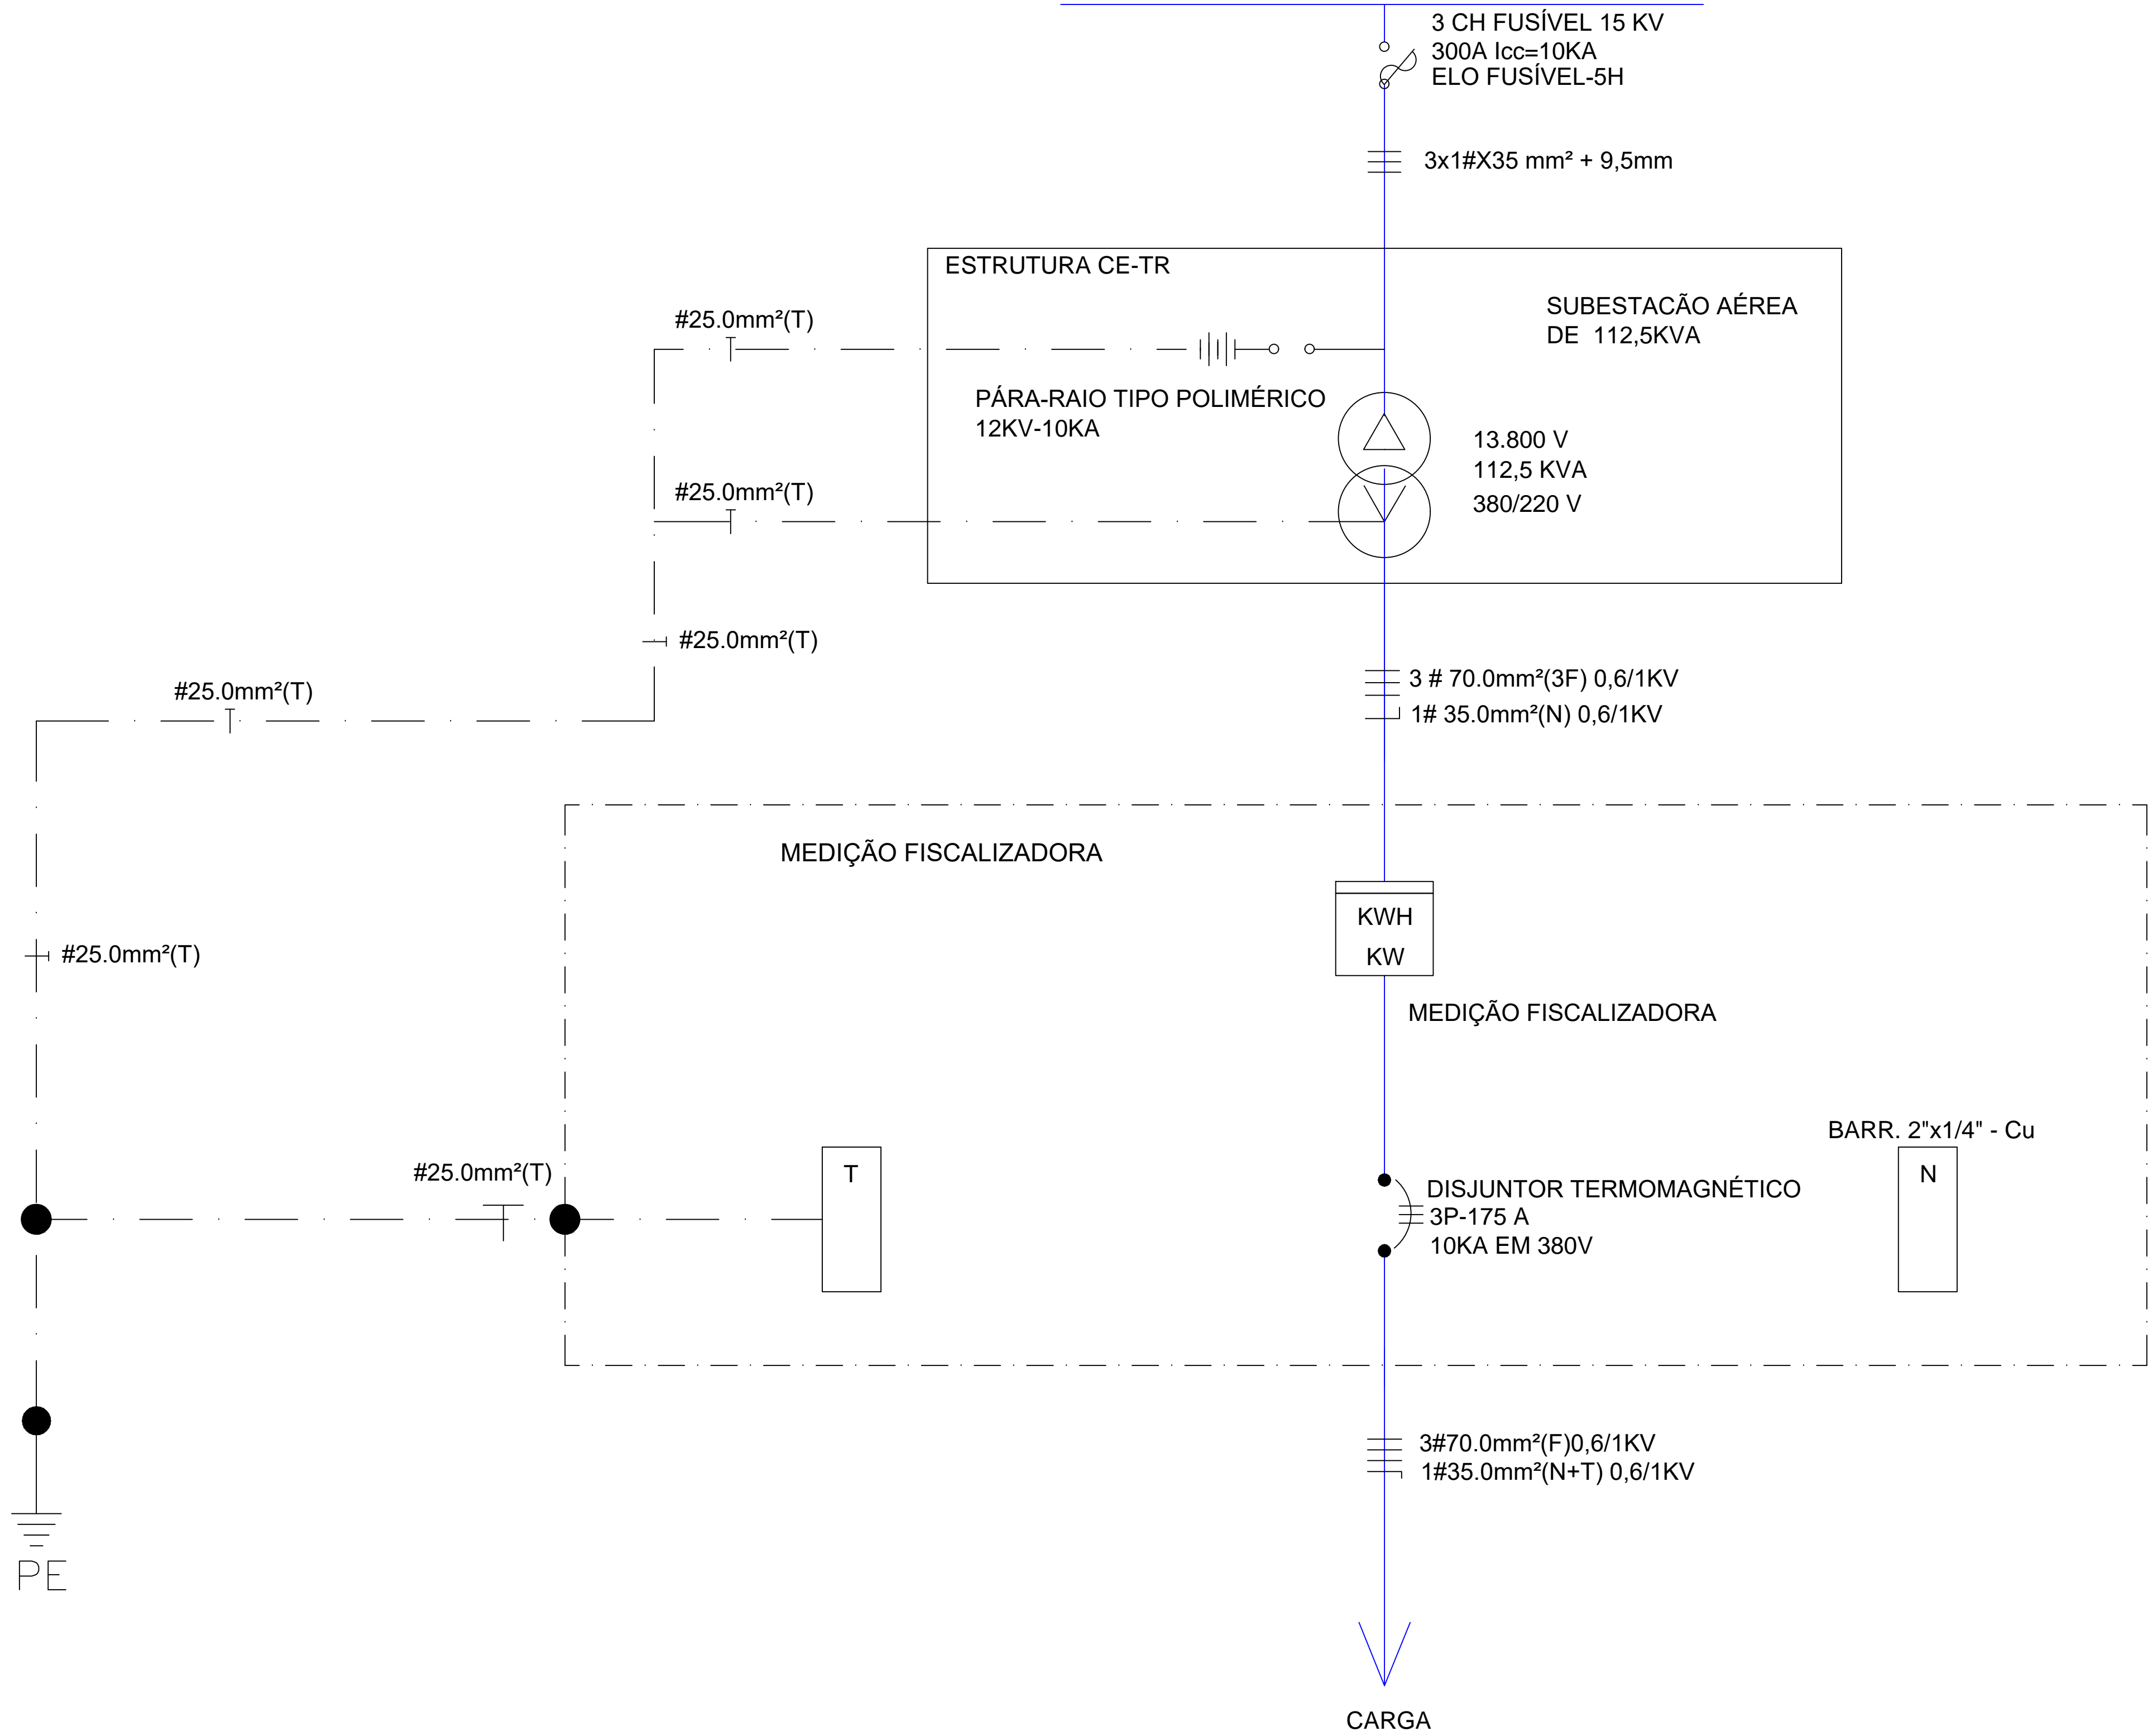 3 CH FUSÍVEL 15 KV
300A Icc=10KA
ELO FUSÍVEL-5H
3x1#X35 mm² + 9,5mm
ESTRUTURA CE-TR
SUBESTACÃO AÉREA
DE 112,5KVA
#25.0mm²(T)
PÁRA-RAIO TIPO POLIMÉRICO
12KV-10KA
13.800 V
112,5 KVA
380/220 V
#25.0mm²(T)
#25.0mm²(T)
#25.0mm²(T)
3 # 70.0mm²(3F) 0,6/1KV
1# 35.0mm²(N) 0,6/1KV
MEDIÇÃO FISCALIZADORA
KWH
KW
#25.0mm²(T)
MEDIÇÃO FISCALIZADORA
BARR. 2"x1/4" - Cu
#25.0mm²(T)
T
N
DISJUNTOR TERMOMAGNÉTICO
3P-175 A
10KA EM 380V
3#70.0mm²(F)0,6/1KV
1#35.0mm²(N+T) 0,6/1KV
PE
CARGA